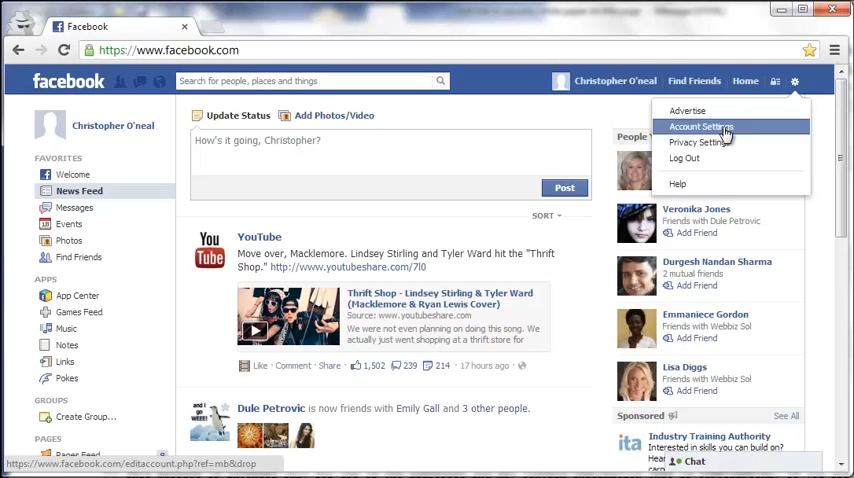 Facebook
https://www.facebook.com
facebook
Search for people, places and things
Christopher O'neal
Find Friends
Home
Advertise
Account Settings
Privacy Settings
Log Out
Help
Christopher O'neal
FAVORITES
Welcome
News Feed
Messages
Events
Photos
Find Friends
APPS
App Center
Games Feed
Music
Notes
Links
Pokes
GROUPS
Create Group...
PAGES
Pages Feed
https://www.facebook.com/editaccount.php?ref=mb&drop
Update Status
Add Photos/Video
How's it going, Christopher?
Post
SORT
You
Tube
YouTube
Move over, Macklemore. Lindsey Stirling and Tyler Ward hit the "Thrift
Shop." http://www.youtubeshare.com/7l0
Thrift Shop - Lindsey Stirling & Tyler Ward
(Macklemore & Ryan Lewis Cover)
Source: www.youtubeshare.com
We were not even planning on doing this song. We
actually just went shopping at a thrift store for
Like · Comment · Share · 1,502 239 214 · 17 hours ago ·
and i
go
WEEE!
Dule Petrovic is now friends with Emily Gall and 3 other people.
People Y
Veronika Jones
Friends with Dule Petrovic
Add Friend
Durgesh Nandan Sharma
2 mutual friends
Add Friend
Emmaniece Gordon
Friends with Webbiz Sol
Add Friend
Lisa Diggs
Friends with Webbiz Sol
Add Friend
Sponsored
See All
ita
Industry Training Authority
Interested in skills you can build on?
Chat